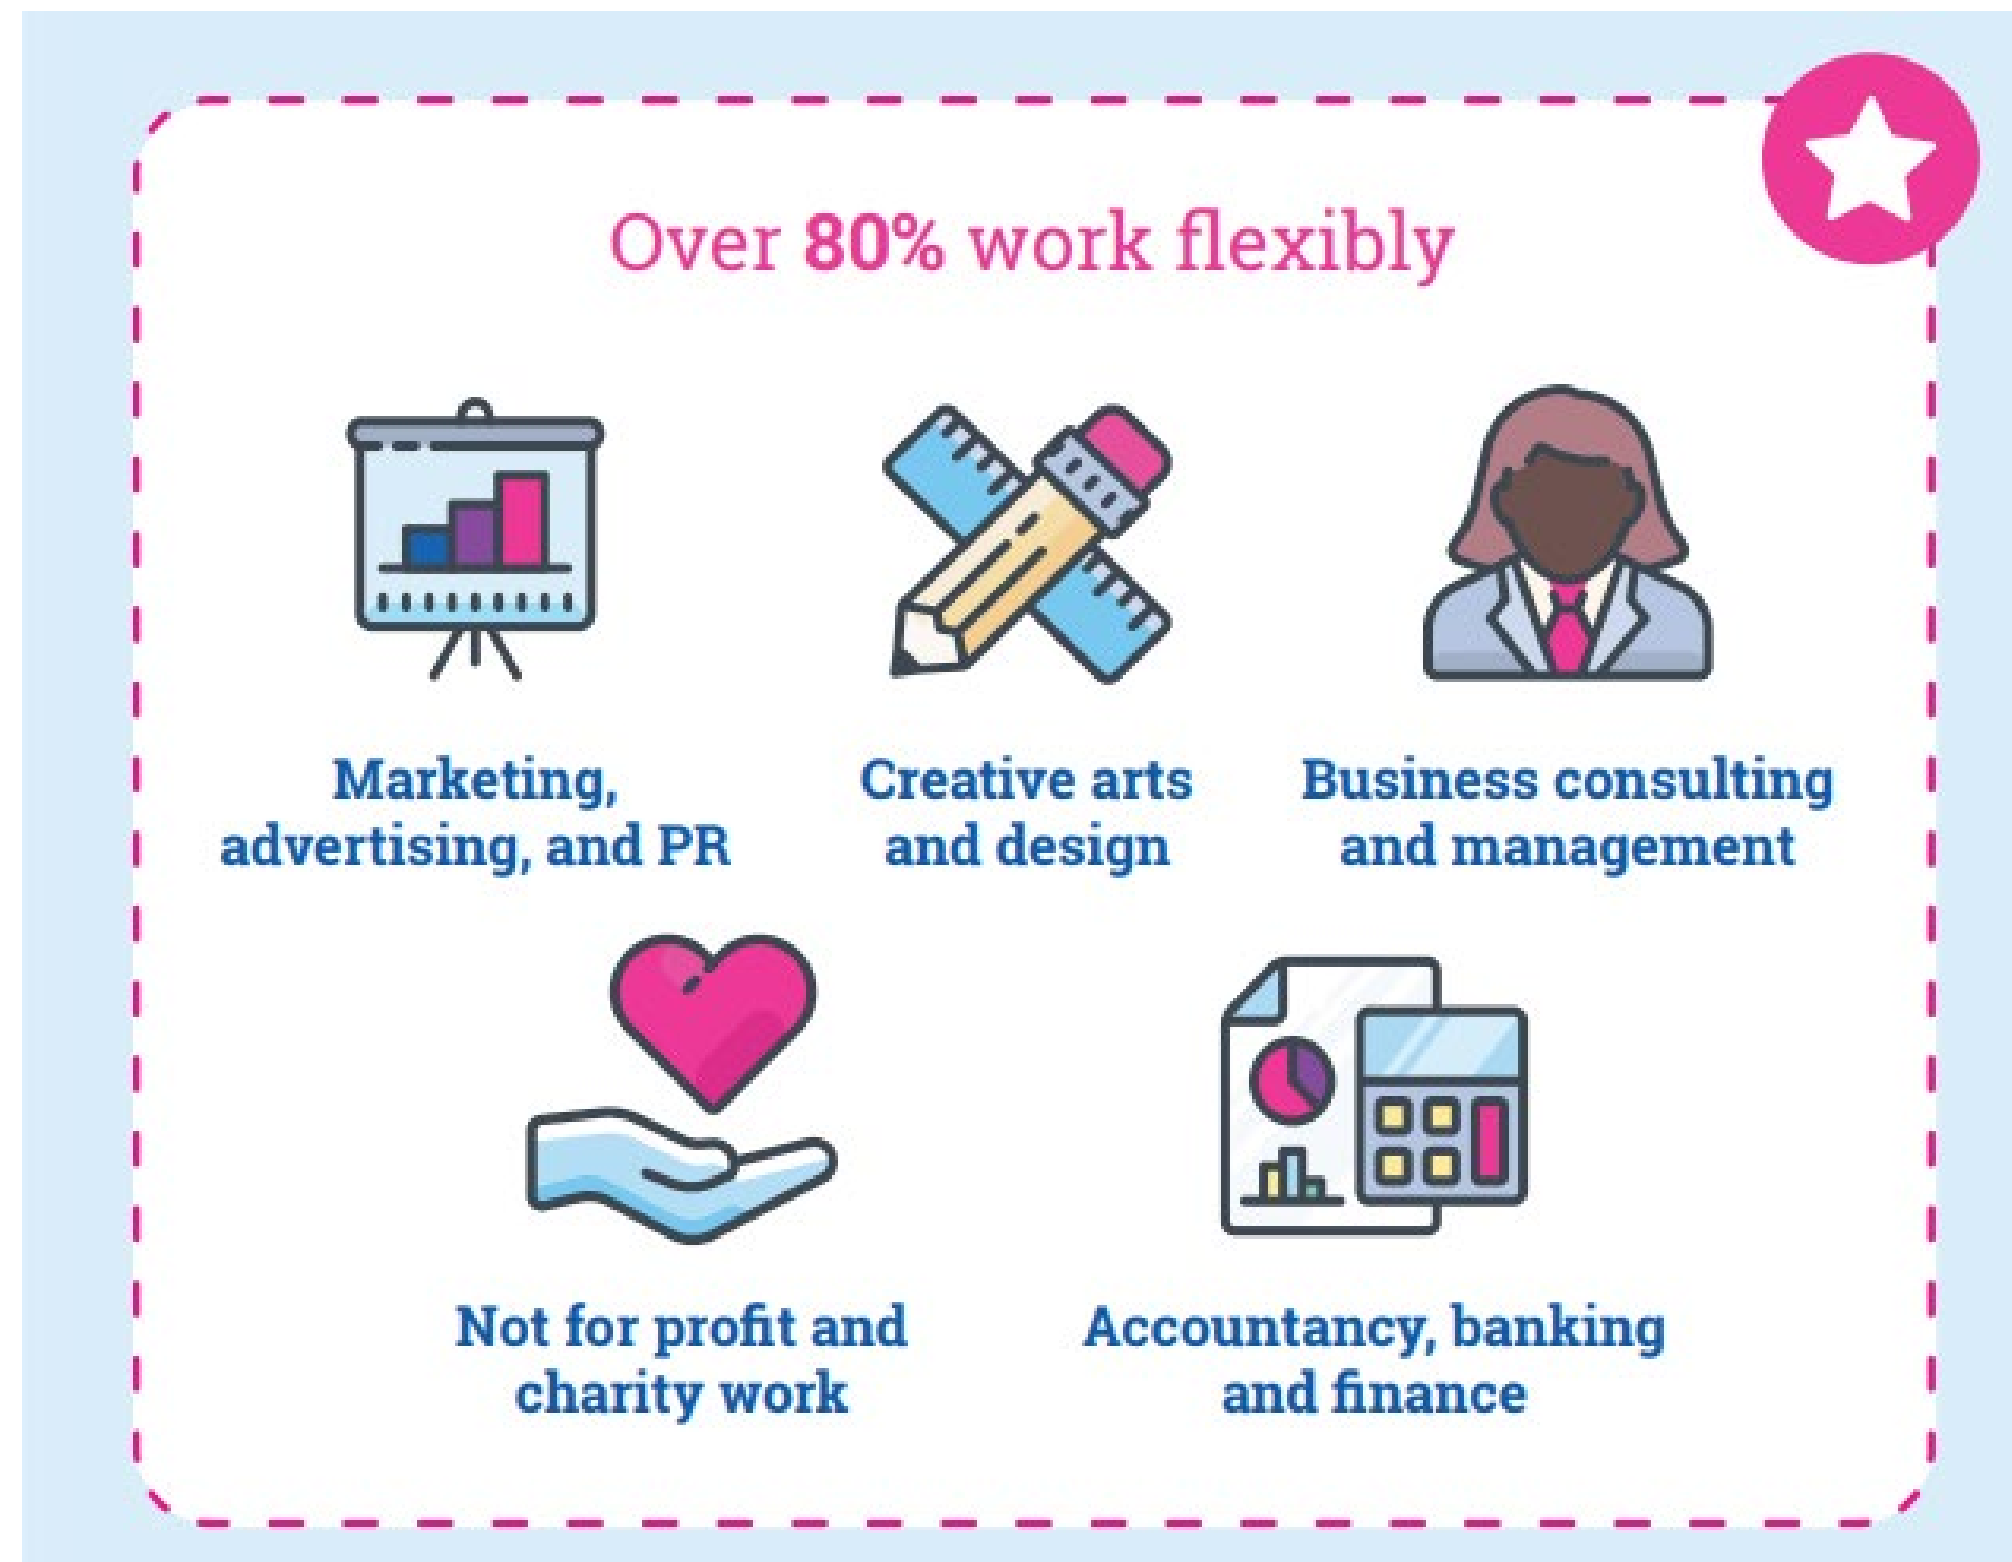 Over 80% work flexibly
Marketing,
advertising, and PR
Creative arts
and design
Business consulting
and management
Not for profit and
charity work
Accountancy, banking
and finance